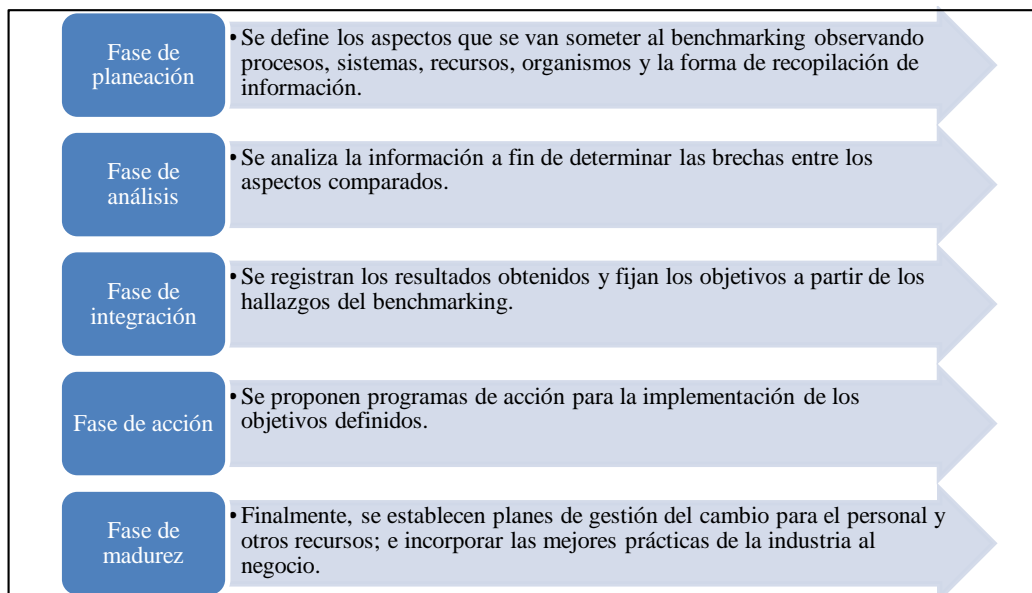 Fase de
planeación
• Se define los aspectos que se van someter al benchmarking observando
procesos, sistemas, recursos, organismos y la forma de recopilación de
información.
Fase de
análisis
• Se analiza la información a fin de determinar las brechas entre los
aspectos comparados.
Fase de
integración
• Se registran los resultados obtenidos y fijan los objetivos a partir de los
hallazgos del benchmarking.
Fase de acción
• Se proponen programas de acción para la implementación de los
objetivos definidos.
Fase de
madurez
• Finalmente, se establecen planes de gestión del cambio para el personal y
otros recursos; e incorporar las mejores prácticas de la industria al
negocio.